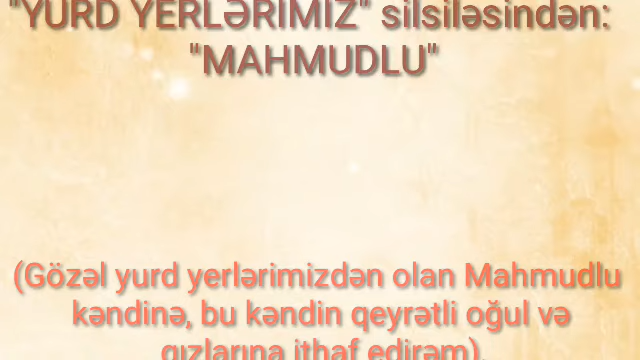 "YURD YERLƏRİMİZ" silsiləsindən:
"MAHMUDLU"
(Gözəl yurd yerlərimizdən olan Mahmudlu
kəndinə, bu kəndin qeyrətli oğul və
qızlarına ithaf edirəm)